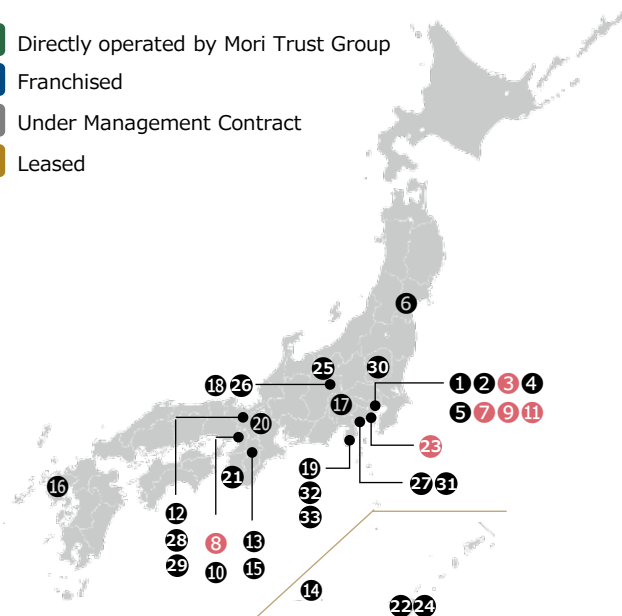 Directly operated by Mori Trust Group
Franchised
Under Management Contract
Leased
6
25 30
18 26 1 2 3 4
17
5 7 9 11
20
23
19
21
16
27 31
32
12
33
8 13
28
29 10 15
14
22 24